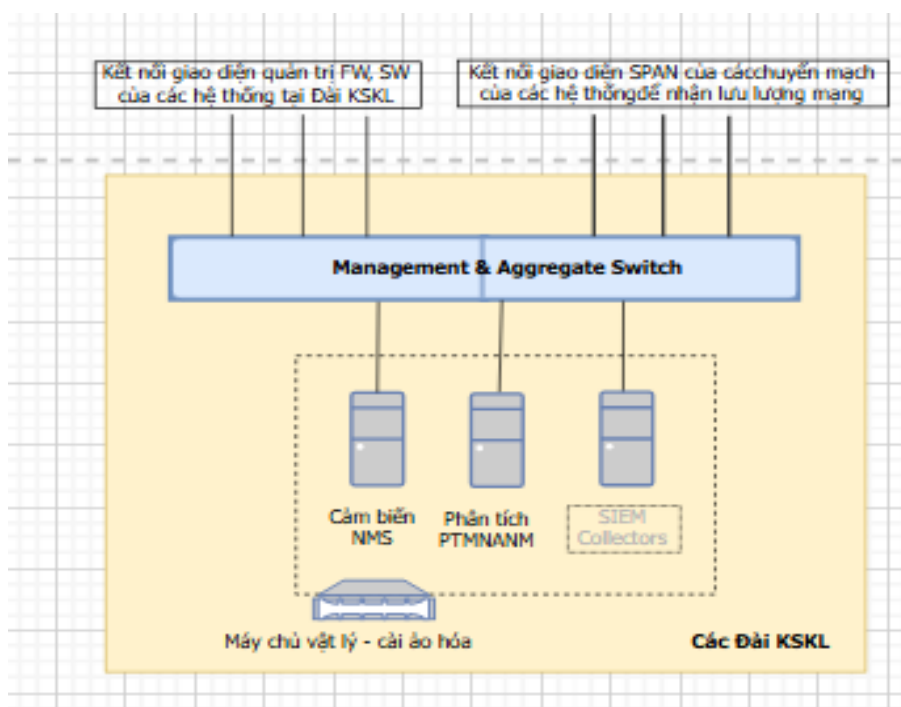 Kết nối giao diện quản trị FW, SW
của các hệ thống tại Đài KSKL
Kết nối giao diện SPAN của cácchuyển mạch
của các hệ thốngđể nhận lưu lượng mạng
Management & Aggregate Switch
Cảm biến
NMS
Phân tích
PTMNANM
SIEM
Collectors
Máy chủ vật lý - cài ảo hóa
Các Đài KSKL